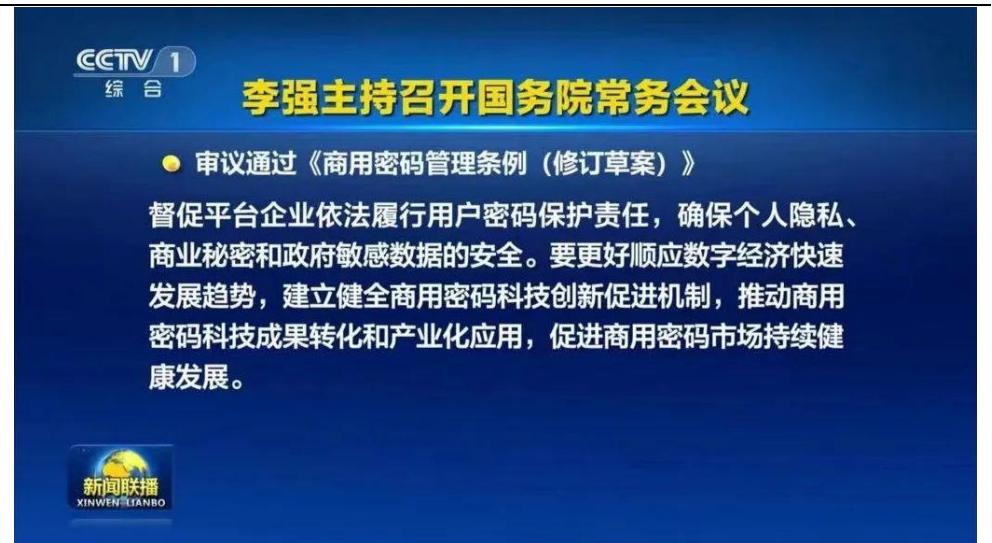 CCTV 1
综合
李强主持召开国务院常务会议
审议通过《商用密码管理条例（修订草案）》
督促平台企业依法履行用户密码保护责任，确保个人隐私、
商业秘密和政府敏感数据的安全。要更好顺应数字经济快速
发展趋势，建立健全商用密码科技创新促进机制，推动商用
密码科技成果转化和产业化应用，促进商用密码市场持续健
康发展。
新闻联播
XINWEN LIANBO